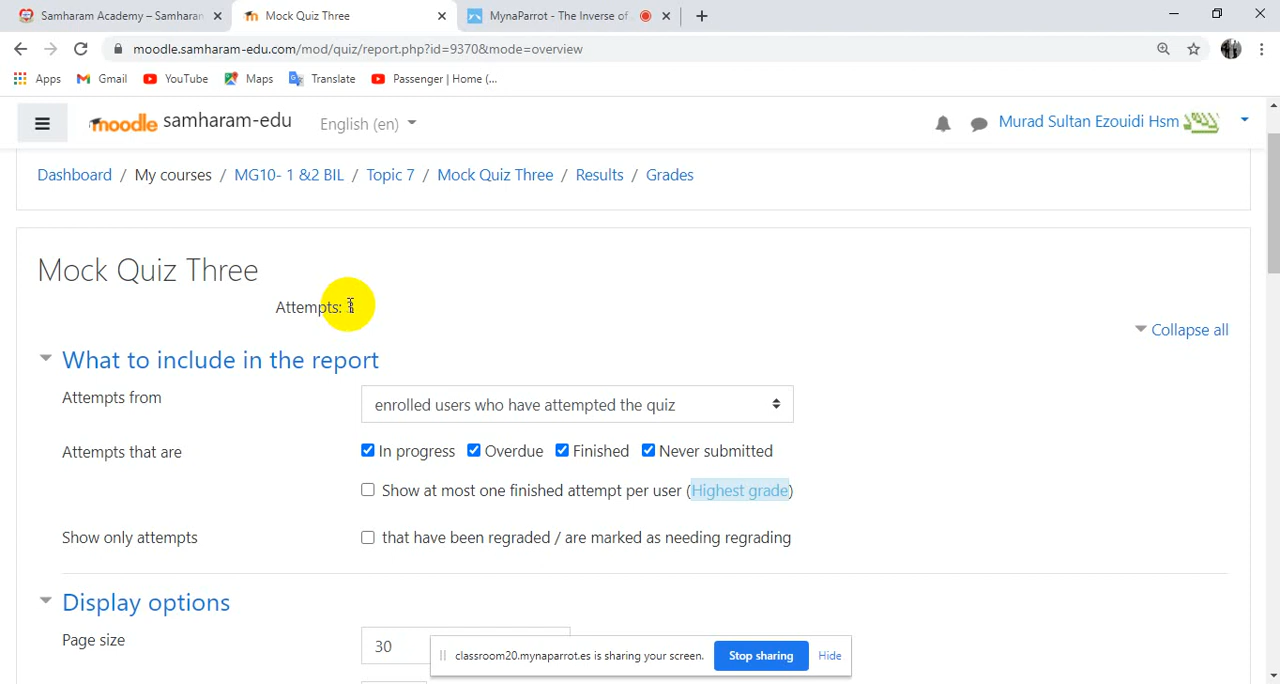 Samharam Academy – Samharam
Mock Quiz Three
MynaParrot - The Inverse of
moodle.samharam-edu.com/mod/quiz/report.php?id=9370&mode=overview
Apps Gmail YouTube Maps Translate Passenger | Home (...
moodle samharam-edu English (en) Murad Sultan Ezouidi Hsm
Dashboard / My courses / MG10- 1 &2 BIL / Topic 7 / Mock Quiz Three / Results / Grades
Mock Quiz Three
Attempts:
Collapse all
What to include in the report
Attempts from enrolled users who have attempted the quiz
Attempts that are In progress Overdue Finished Never submitted
Show at most one finished attempt per user (Highest grade)
Show only attempts that have been regraded / are marked as needing regrading
Display options
Page size 30
classroom20.mynaparrot.es is sharing your screen. Stop sharing Hide